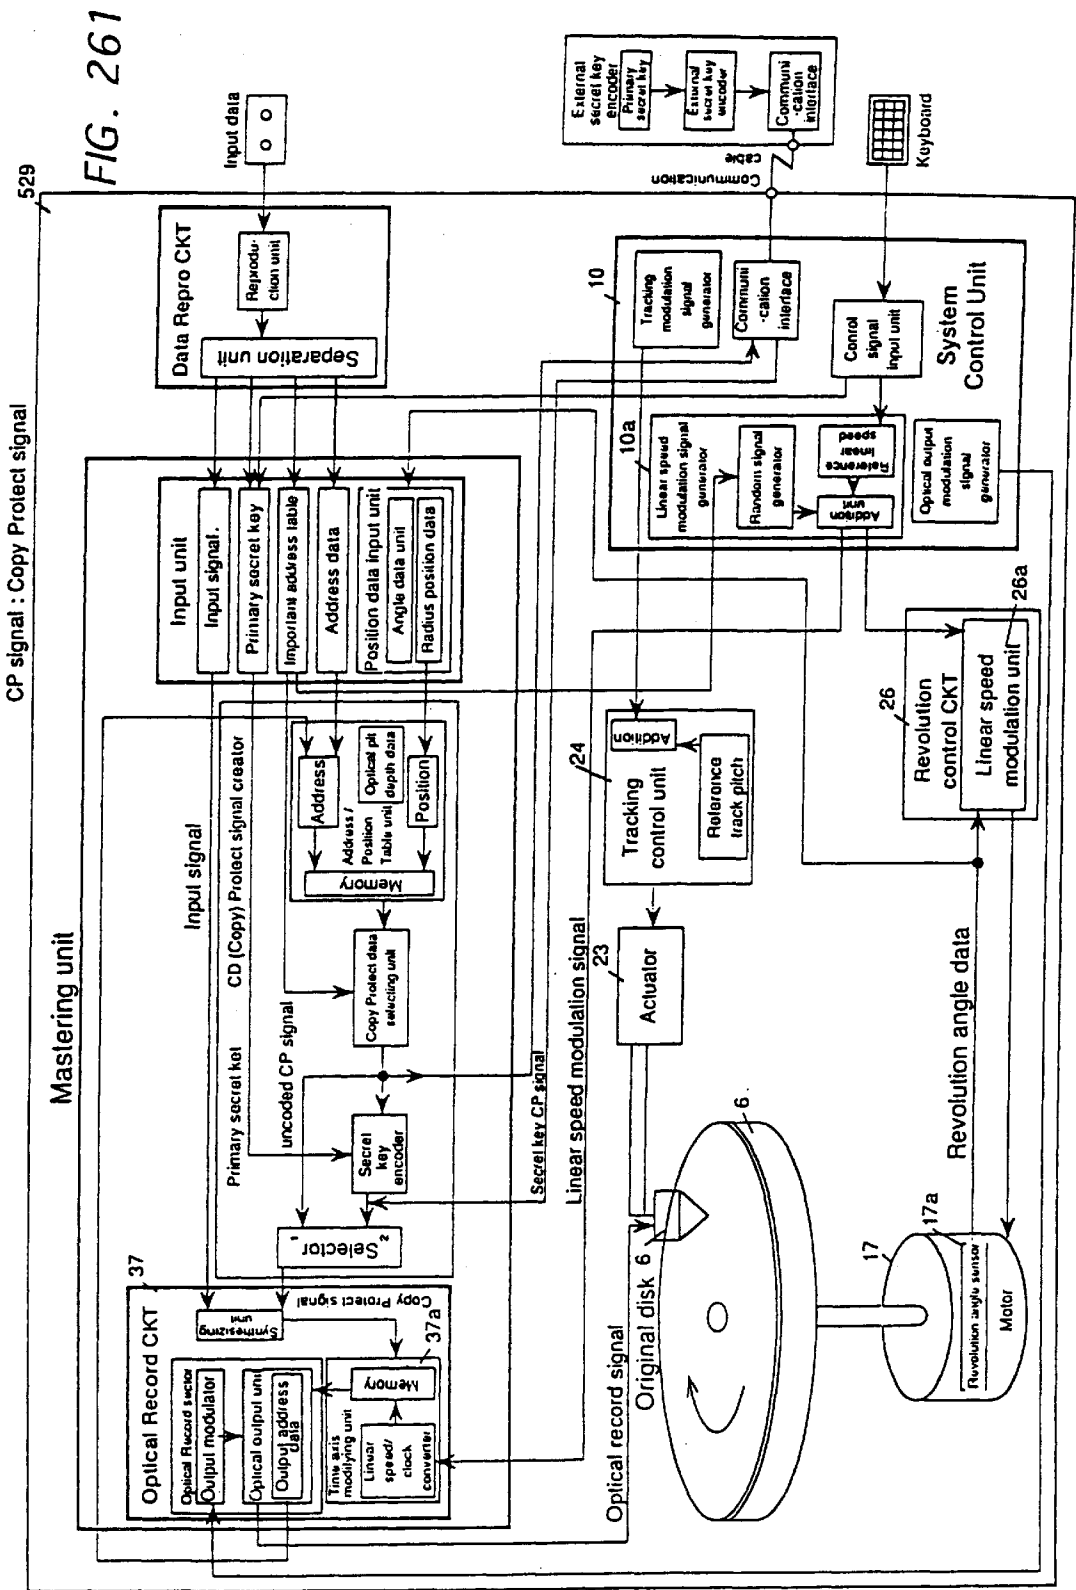 FIG. 261
CP signal : Copy Protect signal
529
Input data
Data Repro CKT
Reprodu-
ction unit
Separation unit
External
secret key
encoder
Primary
secret key
External
secret key
encoder
Communi
-cation
interface
Communication
cable
Keyboard
Mastering unit
Input unit
Input signal.
Primary secret key
Important address table
Address data
Position data input unit
Angle data unit
Radius position data
10
System
Control Unit
Tracking
modulation
signal
generator
Communi
-cation
interface
Control
signal
input unit
10a
Linear speed
modulation signal
generator
Random signal
generator
Reference
linear
speed
Addition
unit
Optical output
modulation
signal
generator
Input signal
CD (Copy) Protect signal creator
Primary secret ket
uncoded CP signal
Address
Optical pit
depth data
Address /
Position
Table unit
Position
Memory
Copy Protect data
selecting unit
Secret
key
encoder
Selector
1
2
Secret key CP signal
Linear speed modulation signal
24
Tracking
control unit
Addition
Reference
track pitch
23
Actuator
26
Revolution
control CKT
Linear speed
modulation unit
26a
Revolution angle data
37
Optical Record CKT
Synthesizing
unit
Copy Protect signal
37a
Optical Record sector
Output modulator
Optical output unit
Output address
data
Time axis
modifying unit
Memory
Linear
speed/
clock
converter
Optical record signal
Original disk 6
6
6
17
17a
Revolution angle sensor
Motor